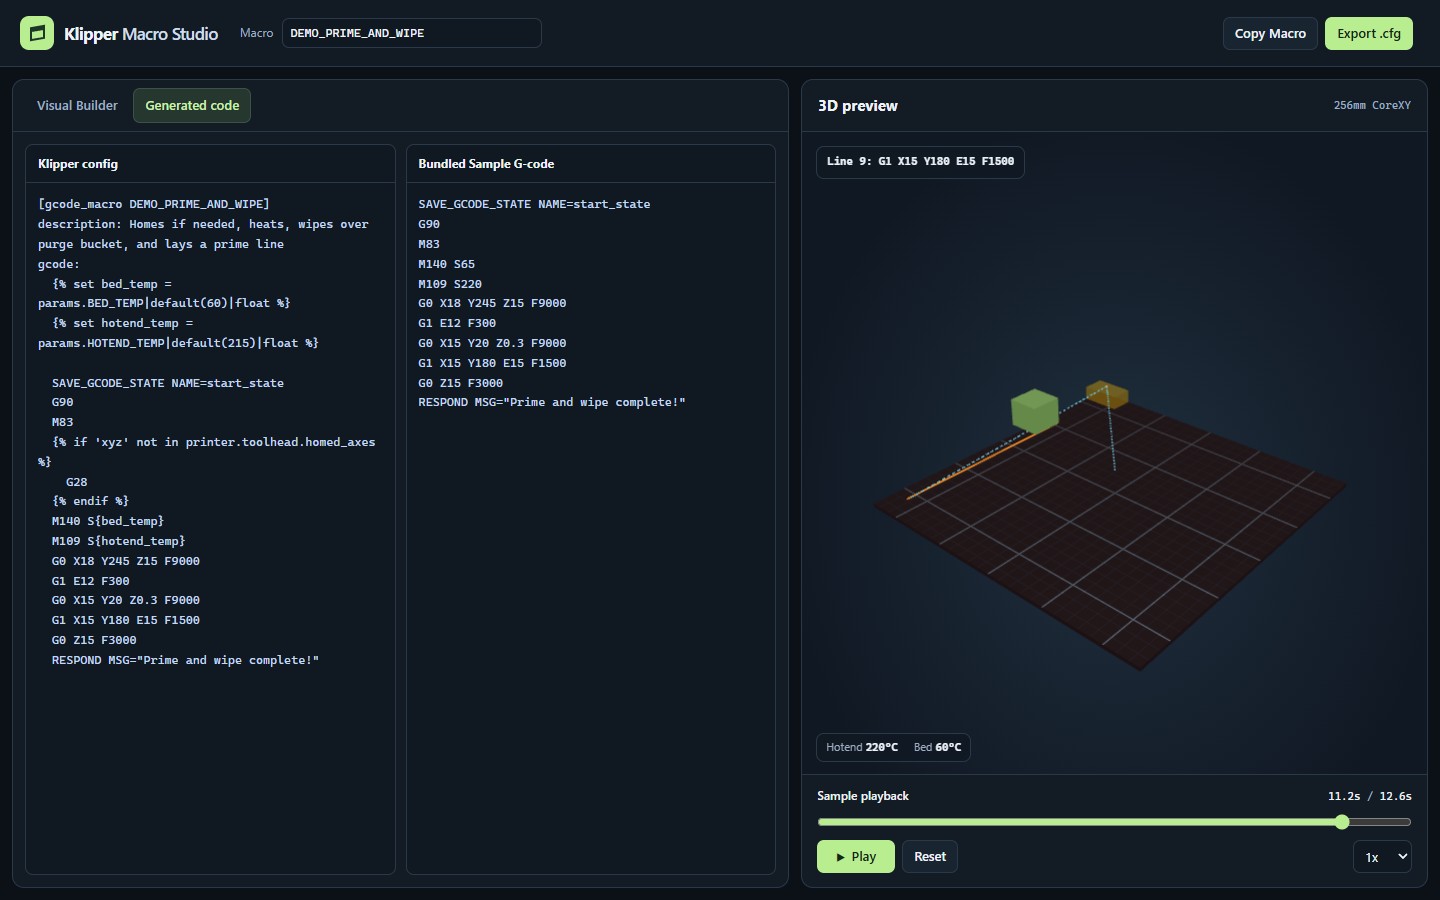 Klipper Macro Studio
Macro
DEMO_PRIME_AND_WIPE
Copy Macro
Export .cfg
Visual Builder
Generated code
Klipper config
[gcode_macro DEMO_PRIME_AND_WIPE]
description: Homes if needed, heats, wipes over
purge bucket, and lays a prime line
gcode:
{% set bed_temp =
params.BED_TEMP|default(60)|float %}
{% set hotend_temp =
params.HOTEND_TEMP|default(215)|float %}
SAVE_GCODE_STATE NAME=start_state
G90
M83
{% if 'xyz' not in printer.toolhead.homed_axes
%}
G28
{% endif %}
M140 S{bed_temp}
M109 S{hotend_temp}
G0 X18 Y245 Z15 F9000
G1 E12 F300
G0 X15 Y20 Z0.3 F9000
G1 X15 Y180 E15 F1500
G0 Z15 F3000
RESPOND MSG="Prime and wipe complete!"
Bundled Sample G-code
SAVE_GCODE_STATE NAME=start_state
G90
M83
M140 S65
M109 S220
G0 X18 Y245 Z15 F9000
G1 E12 F300
G0 X15 Y20 Z0.3 F9000
G1 X15 Y180 E15 F1500
G0 Z15 F3000
RESPOND MSG="Prime and wipe complete!"
3D preview
256mm CoreXY
Line 9: G1 X15 Y180 E15 F1500
Hotend 220°C Bed 60°C
Sample playback
11.2s / 12.6s
▶ Play
Reset
1x